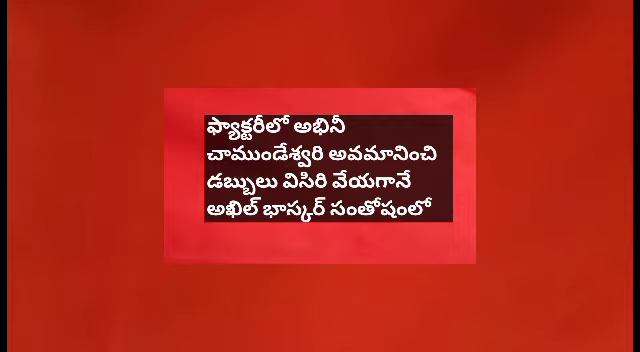 ఫ్యాక్టరీలో అభినీ
చాముండేశ్వరి అవమానించి
డబ్బులు విసిరి వేయగానే
అఖిల్ భాస్కర్ సంతోషంలో